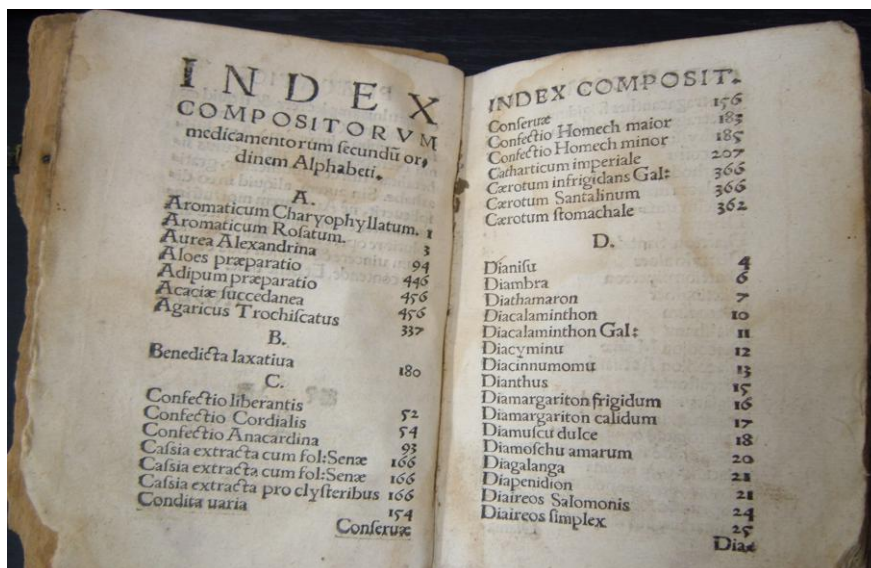 INDEX
COMPOSITORVM
medicamentorum ſecundũ or,
dinem Alphabeti.
A.
Aromaticum Charyophyllatum. 1
Aromaticum Roſatum. 3
Aurea Alexandrina 94
Aloes præparatio 446
Adipum præparatio 456
Acaciæ ſuccedanea 456
Agaricus Trochiſcatus 337
B.
Benedicta laxatiua 180
C.
Confectio liberantis 52
Confectio Cordialis 54
Confectio Anacardina 93
Caſsia extracta cum fol: Senæ 166
Caſsia extracta cum fol: Senæ 166
Caſsia extracta pro clyſteribus 166
Condita uaria 154
Conſeruæ
INDEX COMPOSIT.
Conſeruæ 156
Confectio Homech maior 183
Confectio Homech minor 185
Catharticum imperiale 207
Cærotum infrigidans Gal: 366
Cærotum Santalinum 366
Cærotum ſtomachale 362
D.
Dianiſu 4
Diambra 6
Diathamaron 7
Diacalaminthon 10
Diacalaminthon Gal: 11
Diacyminu 12
Diacinnumomu 13
Dianthus 15
Diamargariton frigidum 16
Diamargariton calidum 17
Diamuſcu dulce 18
Diamoſchu amarum 20
Diagalanga 21
Diapenidion 21
Diaireos Salomonis 24
Diaireos ſimplex 25
Diaæ